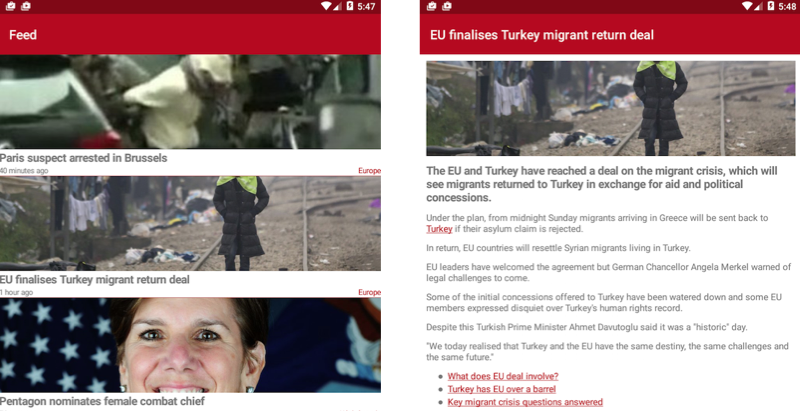 5:47
Feed
Paris suspect arrested in Brussels
40 minutes ago Europe
EU finalises Turkey migrant return deal
1 hour ago Europe
Pentagon nominates female combat chief
5:48
EU finalises Turkey migrant return deal
The EU and Turkey have reached a deal on the migrant crisis, which will
see migrants returned to Turkey in exchange for aid and political
concessions.
Under the plan, from midnight Sunday migrants arriving in Greece will be sent back to
Turkey if their asylum claim is rejected.
In return, EU countries will resettle Syrian migrants living in Turkey.
EU leaders have welcomed the agreement but German Chancellor Angela Merkel warned of
legal challenges to come.
Some of the initial concessions offered to Turkey have been watered down and some EU
members expressed disquiet over Turkey's human rights record.
Despite this Turkish Prime Minister Ahmet Davutoglu said it was a "historic" day.
"We today realised that Turkey and the EU have the same destiny, the same challenges and
the same future."
What does EU deal involve?
Turkey has EU over a barrel
Key migrant crisis questions answered